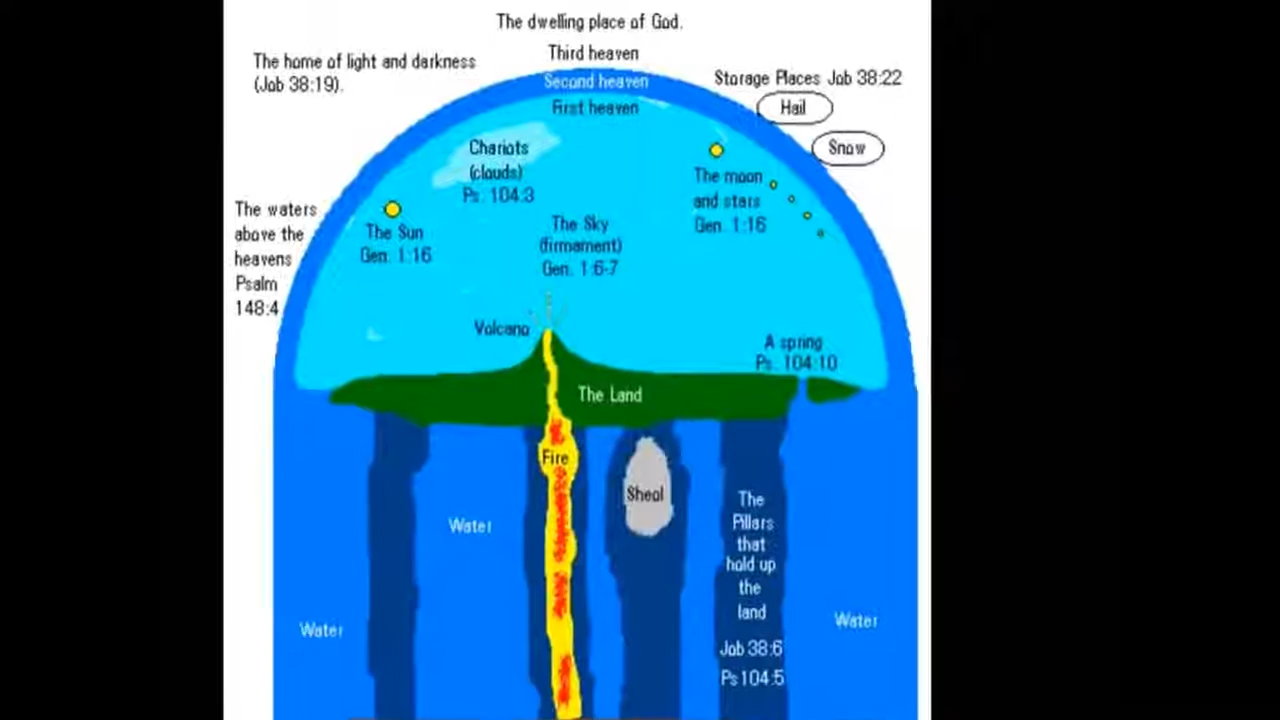 The dwelling place of God.
Third heaven
The home of light and darkness
(Job 38:19).
Second heaven
Storage Places Job 38:22
First heaven
Hail
Snow
Chariots
(clouds)
Ps. 104:3
The moon
and stars
Gen. 1:16
The waters
above the
heavens
Psalm
148:4
The Sun
Gen. 1:16
The Sky
(firmament)
Gen. 1:6-7
Volcano
A spring
Ps. 104:10
The Land
Fire
Sheol
Water
The
Pillars
that
hold up
the
land
Job 38:6
Ps 104:5
Water
Water